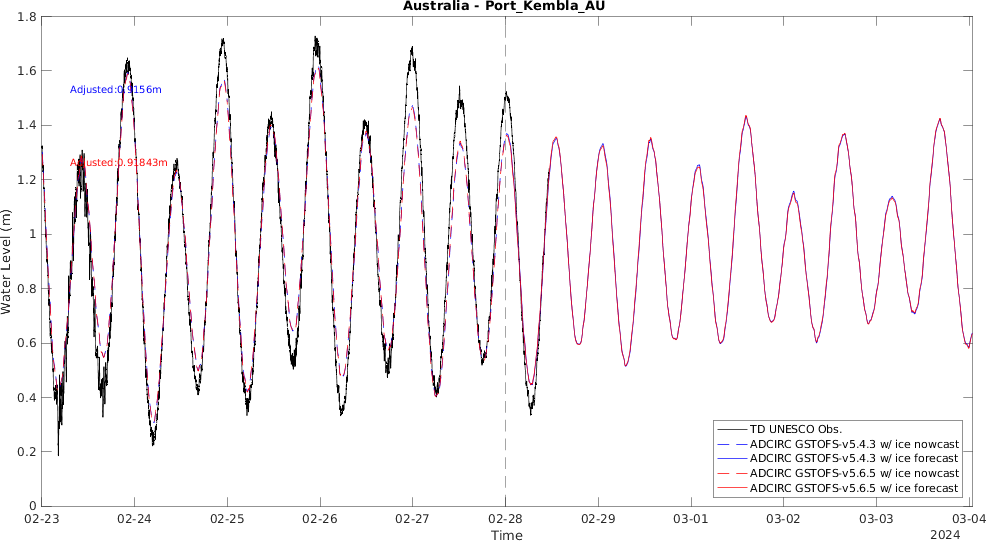 Australia - Port_Kembla_AU
1.8
1.6
1.4
1.2
1
0.8
0.6
0.4
0.2
0
Water Level (m)
Adjusted:0.9156m
Adjusted:0.91843m
TD UNESCO Obs.
ADCIRC GSTOFS-v5.4.3 w/ ice nowcast
ADCIRC GSTOFS-v5.4.3 w/ ice forecast
ADCIRC GSTOFS-v5.6.5 w/ ice nowcast
ADCIRC GSTOFS-v5.6.5 w/ ice forecast
02-23 02-24 02-25 02-26 02-27 02-28 02-29 03-01 03-02 03-03 03-04
Time
2024